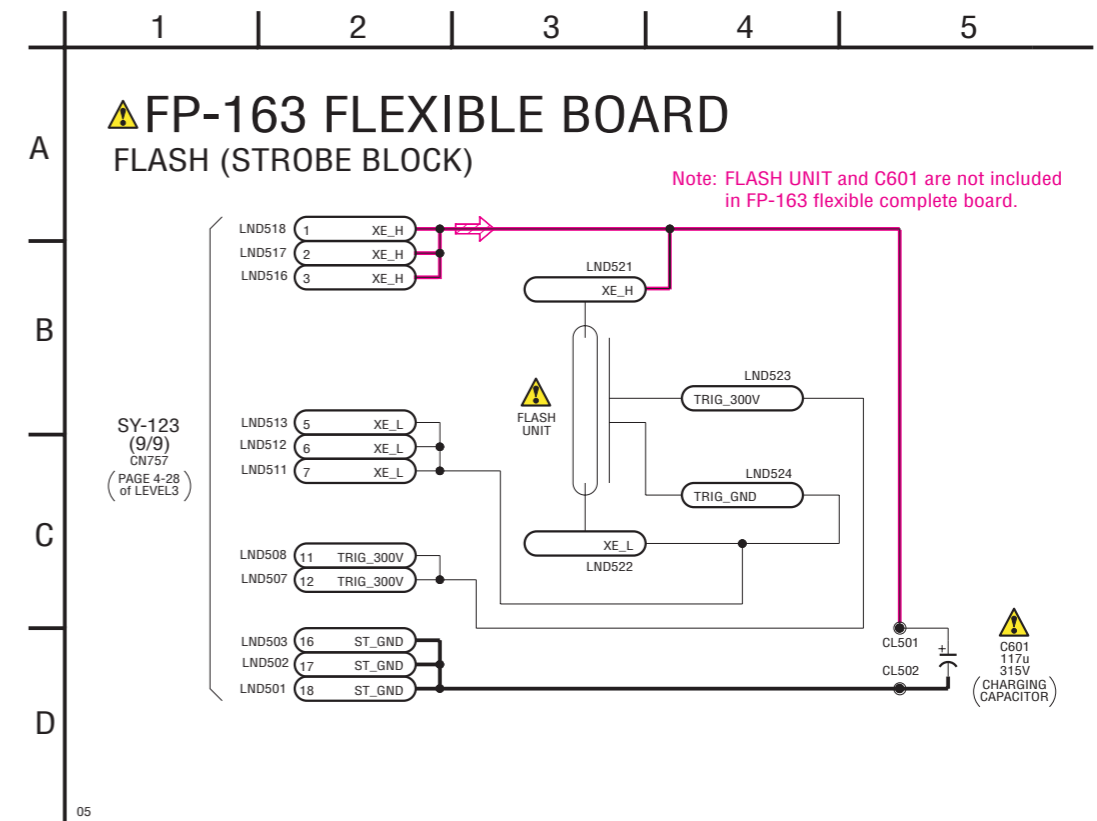 1 2 3 4 5
A
B
C
D
FP-163 FLEXIBLE BOARD
FLASH (STROBE BLOCK)
Note: FLASH UNIT and C601 are not included
in FP-163 flexible complete board.
SY-123
(9/9)
CN757
(PAGE 4-28
of LEVEL3)
LND518 1 XE_H
LND517 2 XE_H
LND516 3 XE_H
LND513 5 XE_L
LND512 6 XE_L
LND511 7 XE_L
LND508 11 TRIG_300V
LND507 12 TRIG_300V
LND503 16 ST_GND
LND502 17 ST_GND
LND501 18 ST_GND
LND521
XE_H
FLASH
UNIT
LND523
TRIG_300V
LND524
TRIG_GND
XE_L
LND522
CL501
CL502
+
C601
117u
315V
(CHARGING
CAPACITOR)
05